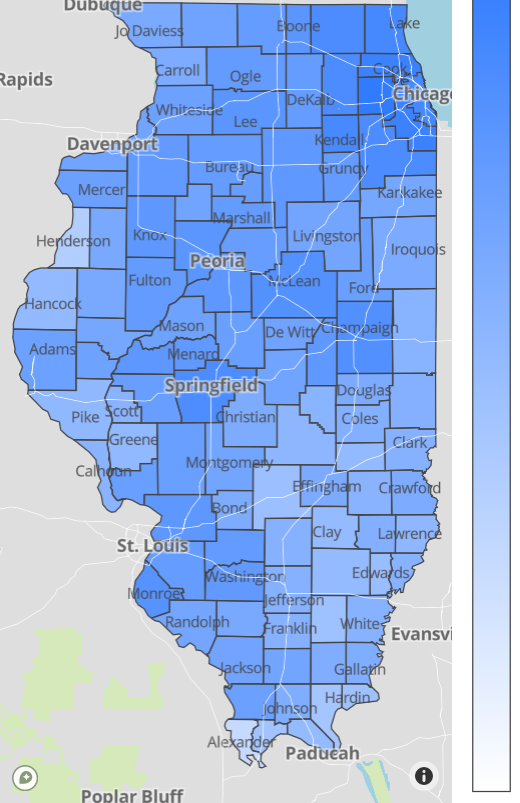 Dubuque
Jo Daviess
Boone
Lake
Carroll
Ogle
Cook
Rapids
Chicago
Whiteside
DeKalb
Lee
Davenport
Kendall
Bureau
Grundy
Mercer
Kankakee
Marshall
Henderson
Knox
Livingston
Iroquois
Peoria
Fulton
McLean
Ford
Hancock
Mason
De Witt
Champaign
Adams
Menard
Springfield
Douglas
Pike
Scott
Christian
Coles
Greene
Clark
Calhoun
Montgomery
Effingham
Crawford
Bond
Clay
Lawrence
St. Louis
Washington
Edwards
Monroe
Jefferson
Randolph
Franklin
White
Evansvi
Jackson
Gallatin
Hardin
Johnson
Alexander
Paducah
Poplar Bluff